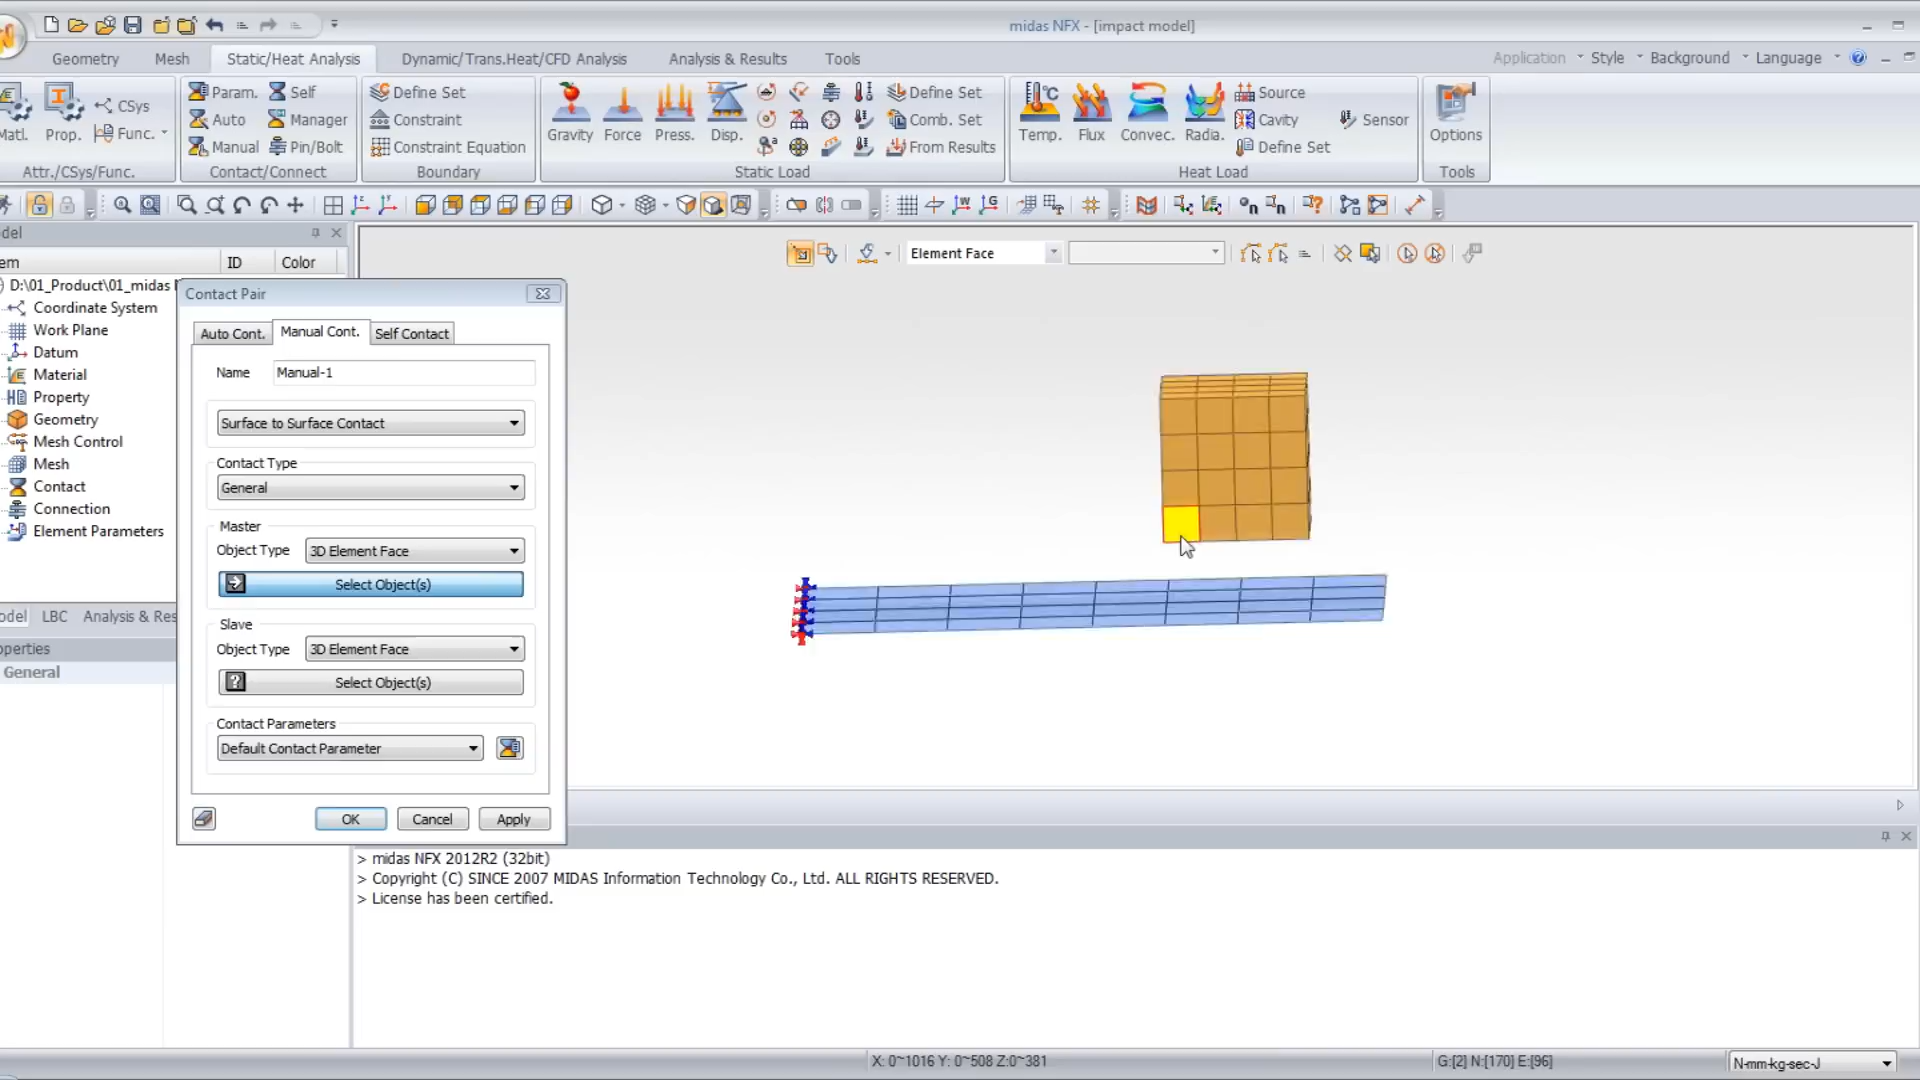 midas NFX - [impact model]
Geometry Mesh Static/Heat Analysis Dynamic/Trans.Heat/CFD Analysis Analysis & Results Tools
Application Style Background Language
Matl. Prop. CSys Func.
Attr./CSys/Func.
Param. Self
Auto Manager
Manual Pin/Bolt
Contact/Connect
Define Set
Constraint
Constraint Equation
Boundary
Gravity Force Press. Disp.
Define Set
Comb. Set
From Results
Static Load
Temp. Flux Convec. Radia.
Source
Cavity
Define Set
Sensor
Heat Load
Options
Tools
del
em ID Color
D:\01_Product\01_midas
Coordinate System
Work Plane
Datum
Material
Property
Geometry
Mesh Control
Mesh
Contact
Connection
Element Parameters
odel LBC Analysis & Res
operties
General
Element Face
Contact Pair
Auto Cont. Manual Cont. Self Contact
Name Manual-1
Surface to Surface Contact
Contact Type
General
Master
Object Type 3D Element Face
Select Object(s)
Slave
Object Type 3D Element Face
Select Object(s)
Contact Parameters
Default Contact Parameter
OK Cancel Apply
> midas NFX 2012R2 (32bit)
> Copyright (C) SINCE 2007 MIDAS Information Technology Co., Ltd. ALL RIGHTS RESERVED.
> License has been certified.
X: 0~1016 Y: 0~508 Z:0~381
G:[2] N:[170] E:[96]
N-mm-kg-sec-J